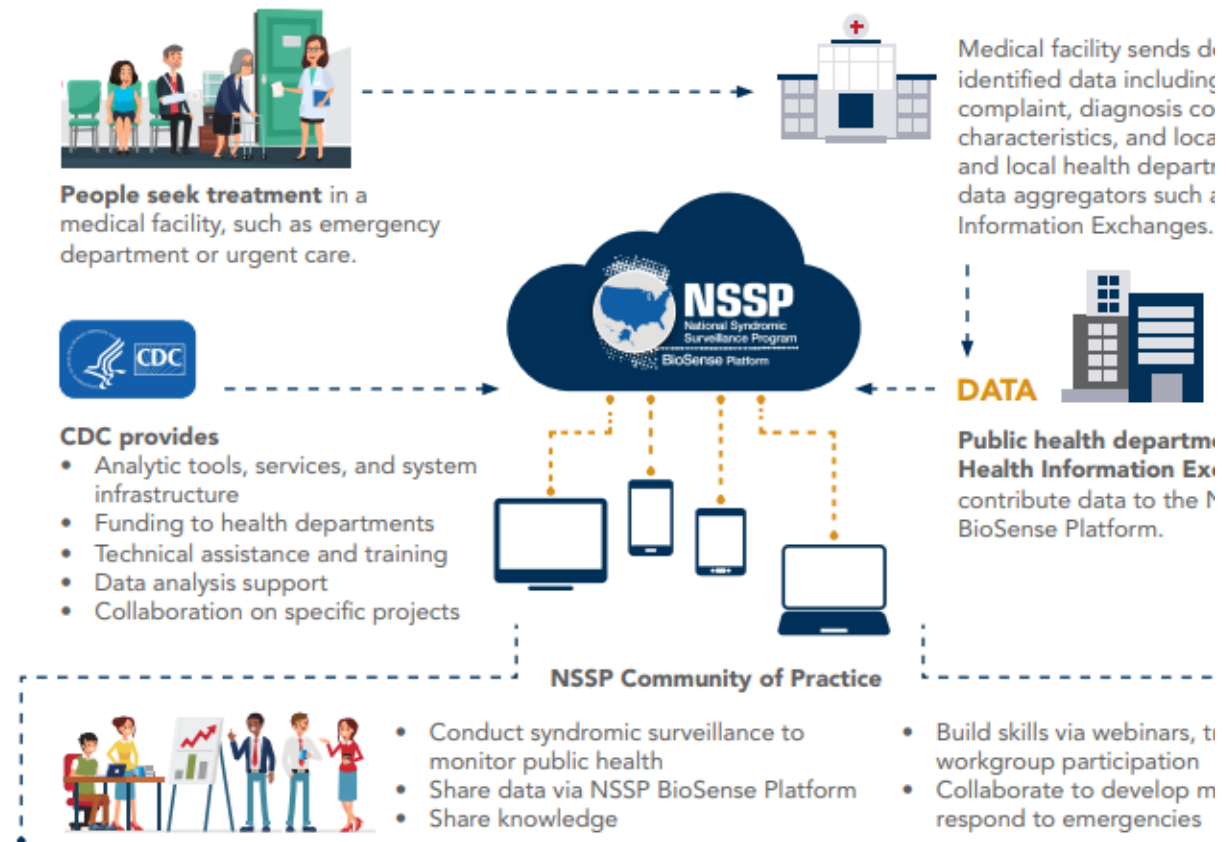 People seek treatment in a
medical facility, such as emergency
department or urgent care.
Medical facility sends de
identified data including
complaint, diagnosis co
characteristics, and loca
and local health departm
data aggregators such a
Information Exchanges.
NSSP
National Syndromic
Surveillance Program
BioSense Platform
CDC
CDC provides
• Analytic tools, services, and system
infrastructure
• Funding to health departments
• Technical assistance and training
• Data analysis support
• Collaboration on specific projects
DATA
Public health departme
Health Information Exc
contribute data to the N
BioSense Platform.
NSSP Community of Practice
• Conduct syndromic surveillance to
monitor public health
• Share data via NSSP BioSense Platform
• Share knowledge
• Build skills via webinars, tr
workgroup participation
• Collaborate to develop m
respond to emergencies